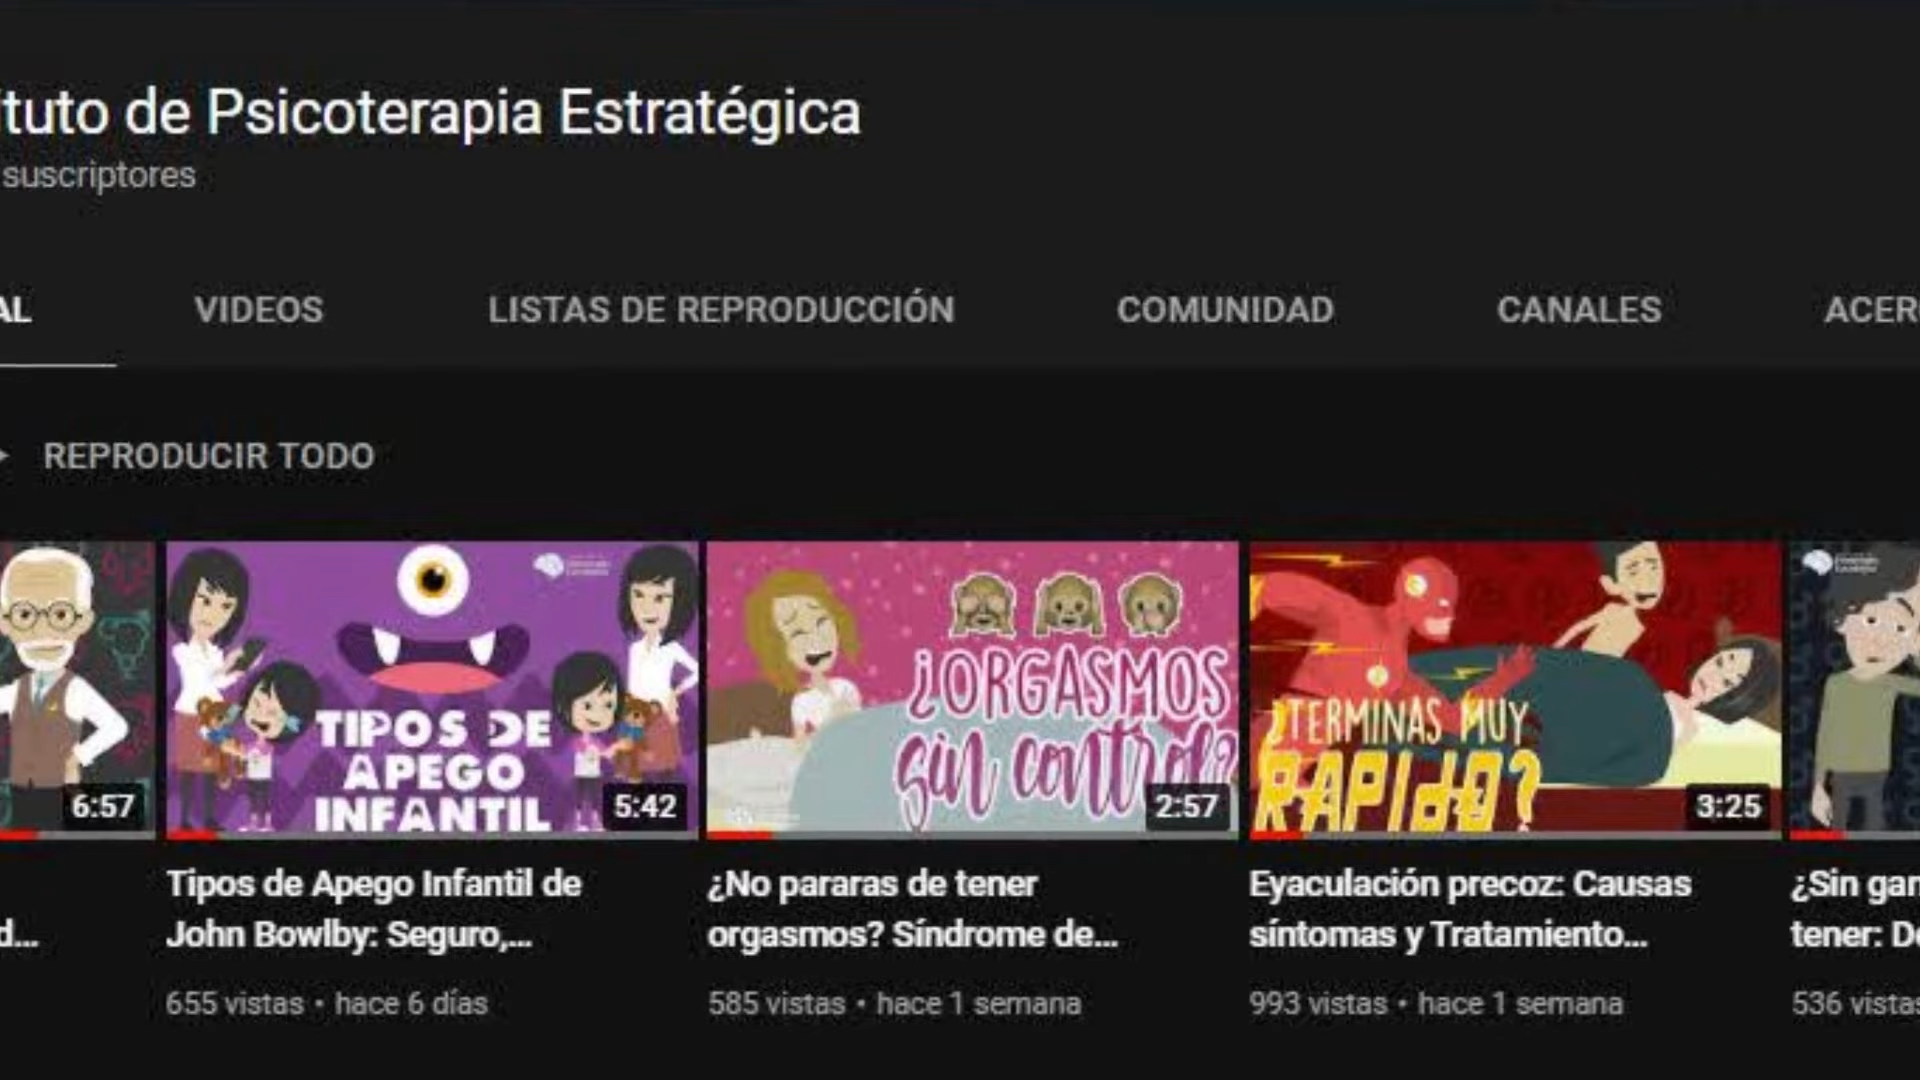 ituto de Psicoterapia Estratégica
suscriptores
AL VIDEOS LISTAS DE REPRODUCCIÓN COMUNIDAD CANALES ACER
REPRODUCIR TODO
TIPOS DE
APEGO
INFANTIL
¿ORGASMOS
sin control?
¿TERMINAS MUY
RAPIdO?
6:57 5:42 2:57 3:25
Tipos de Apego Infantil de
John Bowlby: Seguro,...
¿No pararas de tener
orgasmos? Síndrome de...
Eyaculación precoz: Causas
síntomas y Tratamiento...
¿Sin gan
tener: De
d...
655 vistas • hace 6 días
585 vistas • hace 1 semana
993 vistas • hace 1 semana
536 vistas